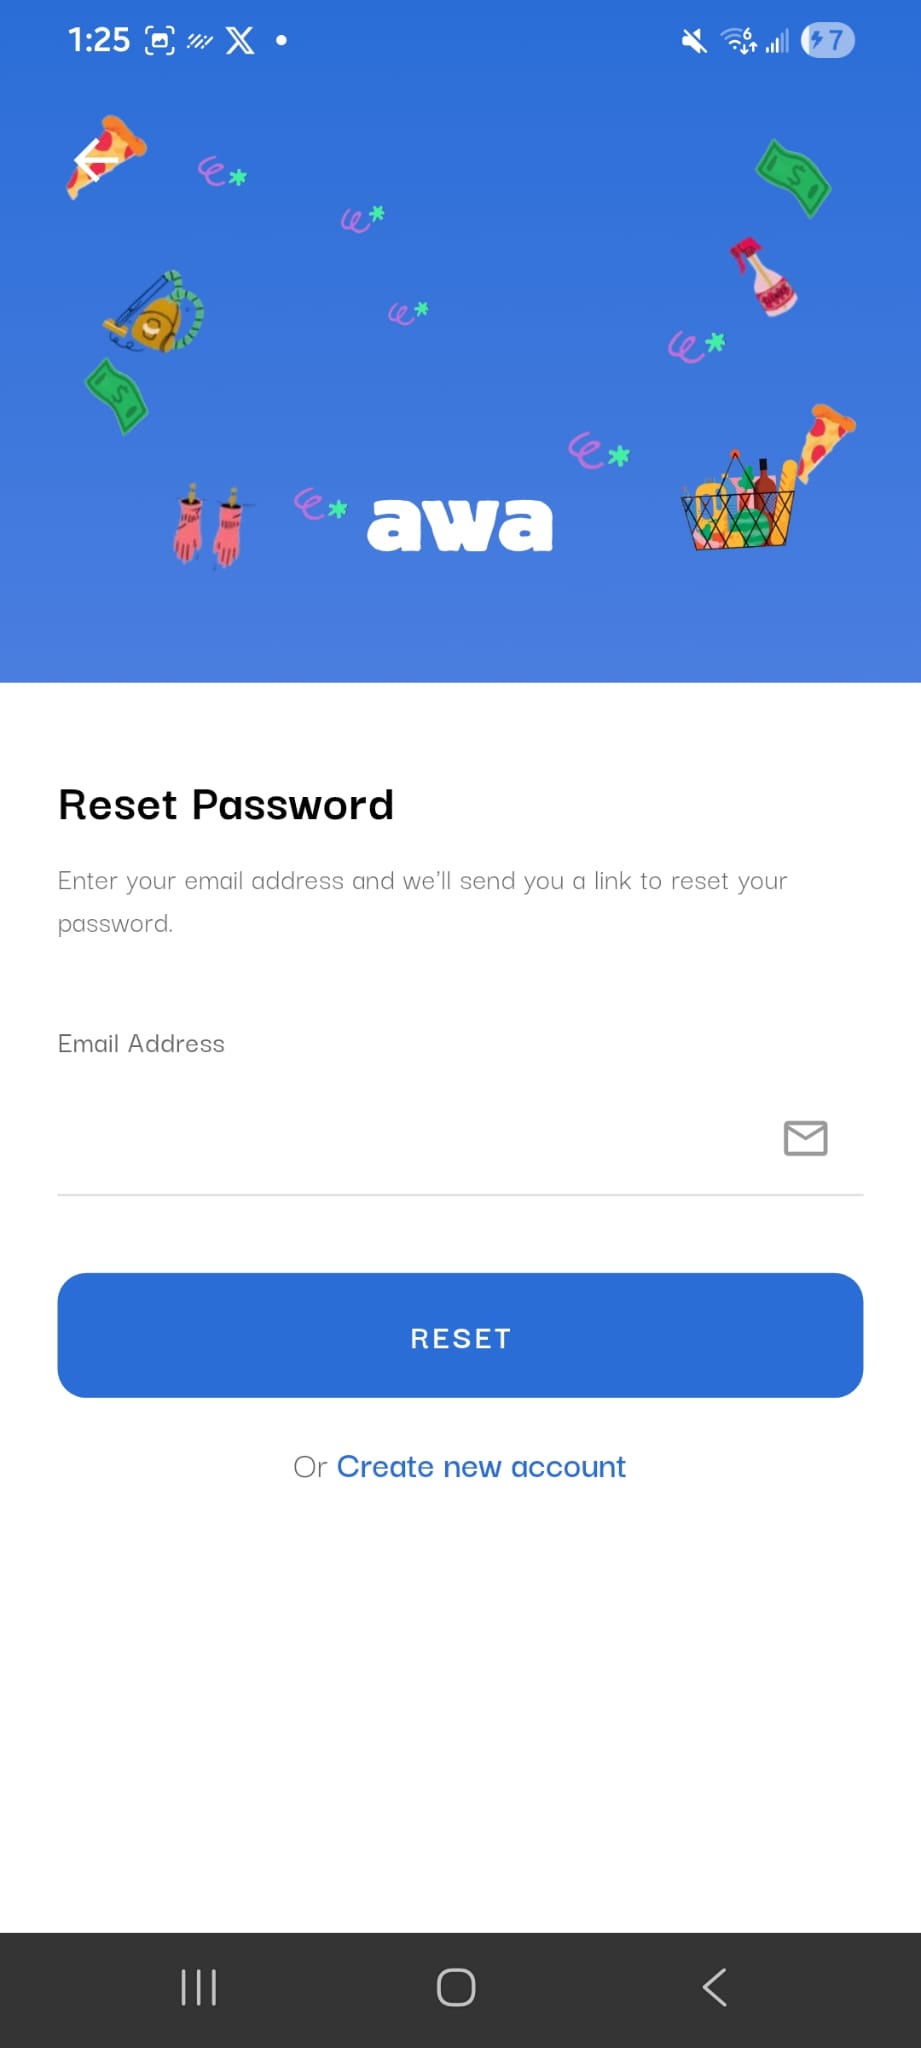 1:25
6
7
awa
Reset Password
Enter your email address and we'll send you a link to reset your
password.
Email Address
RESET
Or Create new account